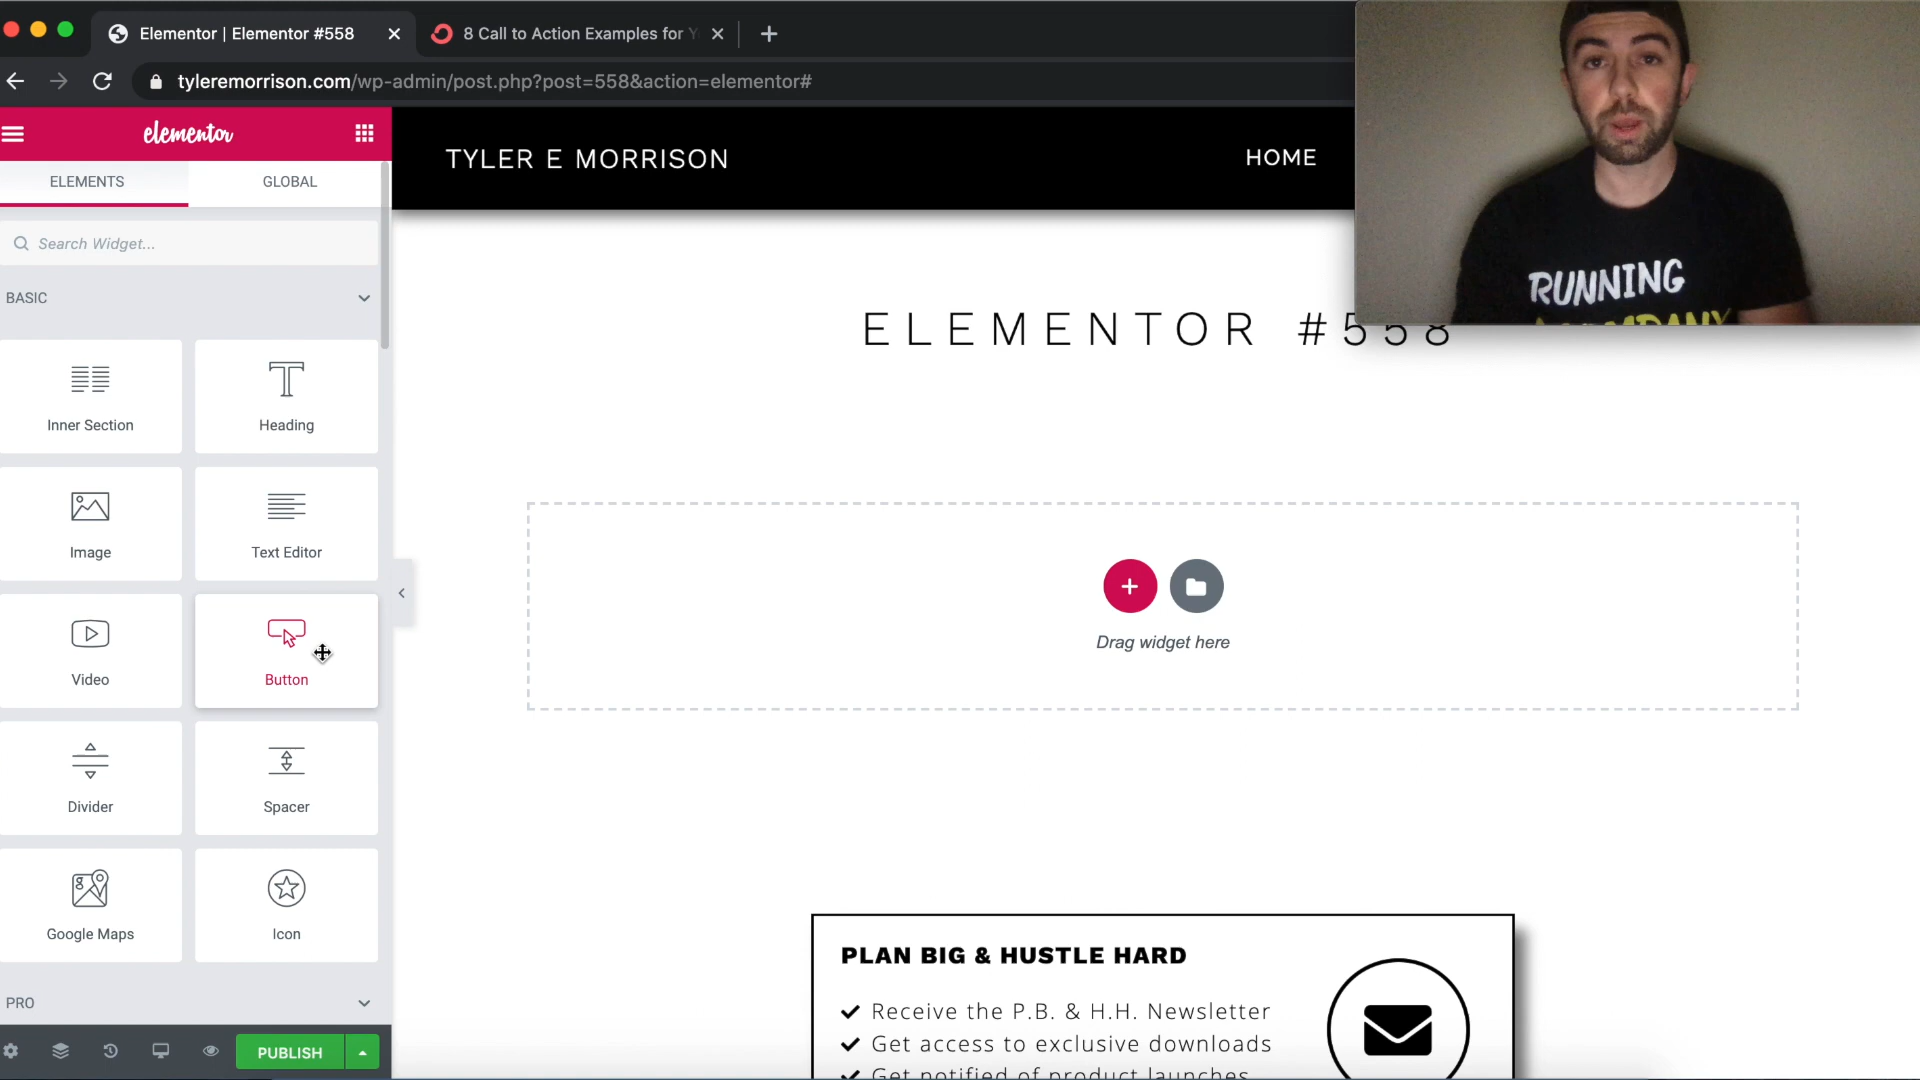 Elementor | Elementor #558
8 Call to Action Examples for Y
tyleremorrison.com/wp-admin/post.php?post=558&action=elementor#
elementor
TYLER E MORRISON
HOME
ELEMENTS
GLOBAL
Search Widget...
BASIC
RUNNING
ELEMENTOR #558
Inner Section
Heading
Image
Text Editor
Video
Button
Drag widget here
Divider
Spacer
Google Maps
Icon
PLAN BIG & HUSTLE HARD
Receive the P.B. & H.H. Newsletter
Get access to exclusive downloads
Get notified of product launches
PRO
PUBLISH